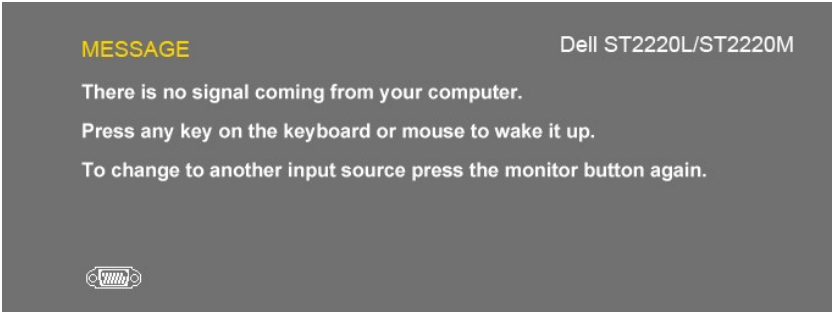 MESSAGE
Dell ST2220L/ST2220M
There is no signal coming from your computer.
Press any key on the keyboard or mouse to wake it up.
To change to another input source press the monitor button again.